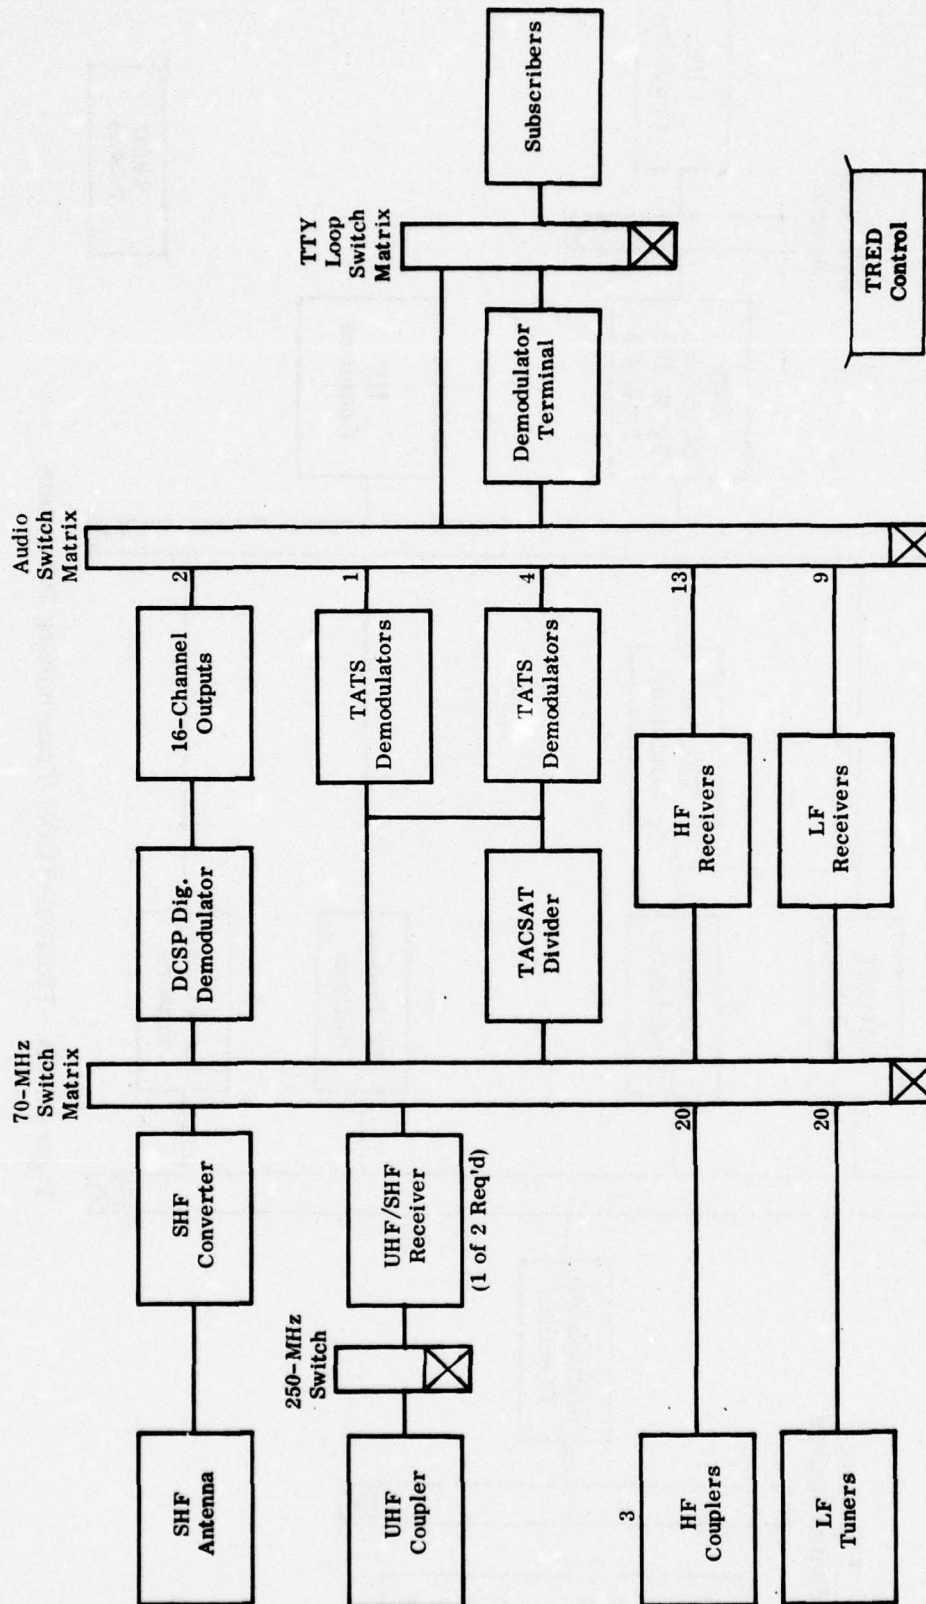 70-MHz
Switch
Matrix
Audio
Switch
Matrix
TTY
Loop
Switch
Matrix
SHF
Antenna
SHF
Converter
DCSP Dig.
Demodulator
16-Channel
Outputs
2
250-MHz
Switch
UHF
Coupler
UHF/SHF
Receiver
(1 of 2 Req'd)
TATS
Demodulators
1
TACSAT
Divider
TATS
Demodulators
4
Demodulator
Terminal
Subscribers
3
HF
Couplers
20
HF
Receivers
13
LF
Tuners
20
LF
Receivers
9
TRED
Control